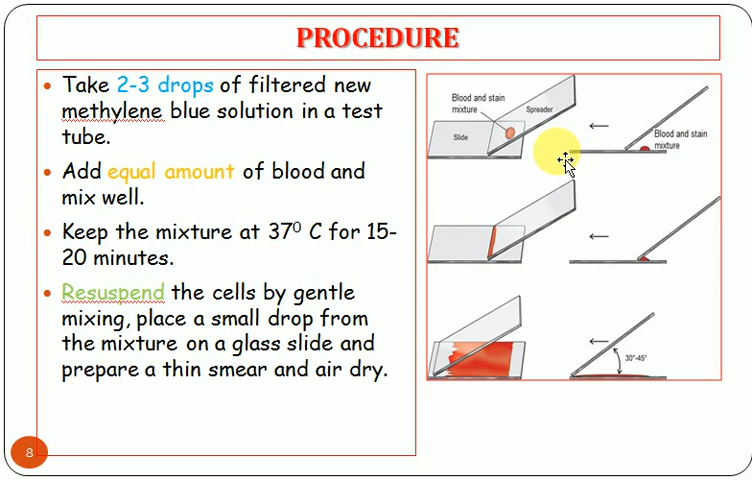 PROCEDURE
• Take 2-3 drops of filtered new
methylene blue solution in a test
tube.
• Add equal amount of blood and
mix well.
• Keep the mixture at 37⁰ C for 15-
20 minutes.
• Resuspend the cells by gentle
mixing, place a small drop from
the mixture on a glass slide and
prepare a thin smear and air dry.
Blood and stain
mixture
Spreader
Slide
Blood and stain
mixture
30°-45°
8